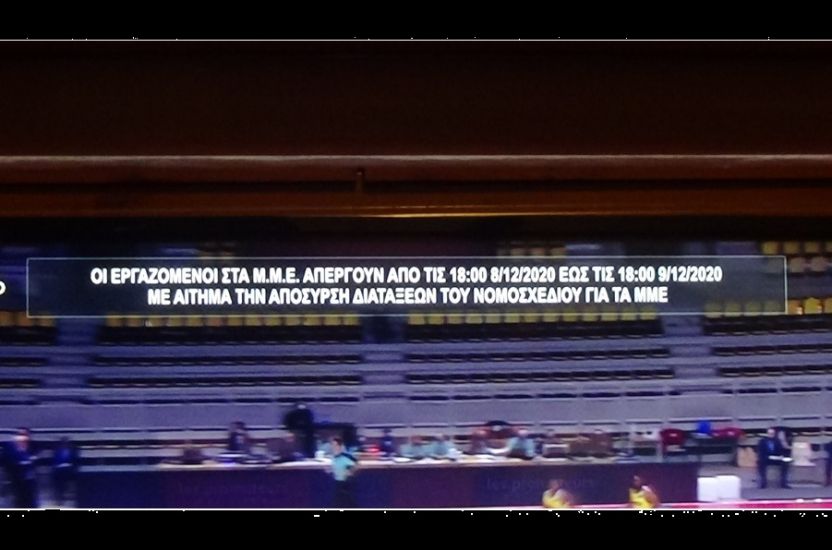 ΟΙ ΕΡΓΑΖΟΜΕΝΟΙ ΣΤΑ Μ.Μ.Ε. ΑΠΕΡΓΟΥΝ ΑΠΟ ΤΙΣ 18:00 8/12/2020 ΕΩΣ ΤΙΣ 18:00 9/12/2020
ΜΕ ΑΙΤΗΜΑ ΤΗΝ ΑΠΟΣΥΡΣΗ ΔΙΑΤΑΞΕΩΝ ΤΟΥ ΝΟΜΟΣΧΕΔΙΟΥ ΓΙΑ ΤΑ ΜΜΕ